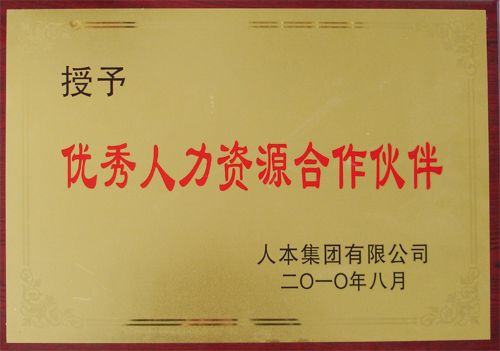 授予
优秀人力资源合作伙伴
人本集团有限公司
二〇一〇年八月